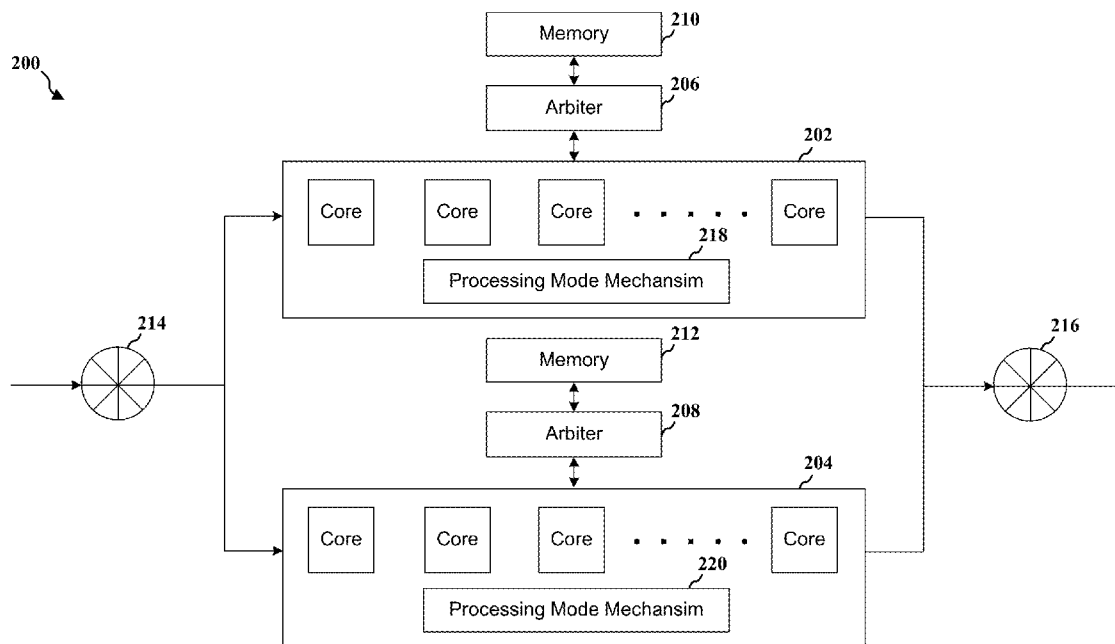 210
Memory
200
206
Arbiter
202
Core Core Core Core
218
Processing Mode Mechansim
214
212
216
Memory
208
Arbiter
204
Core Core Core Core
220
Processing Mode Mechansim